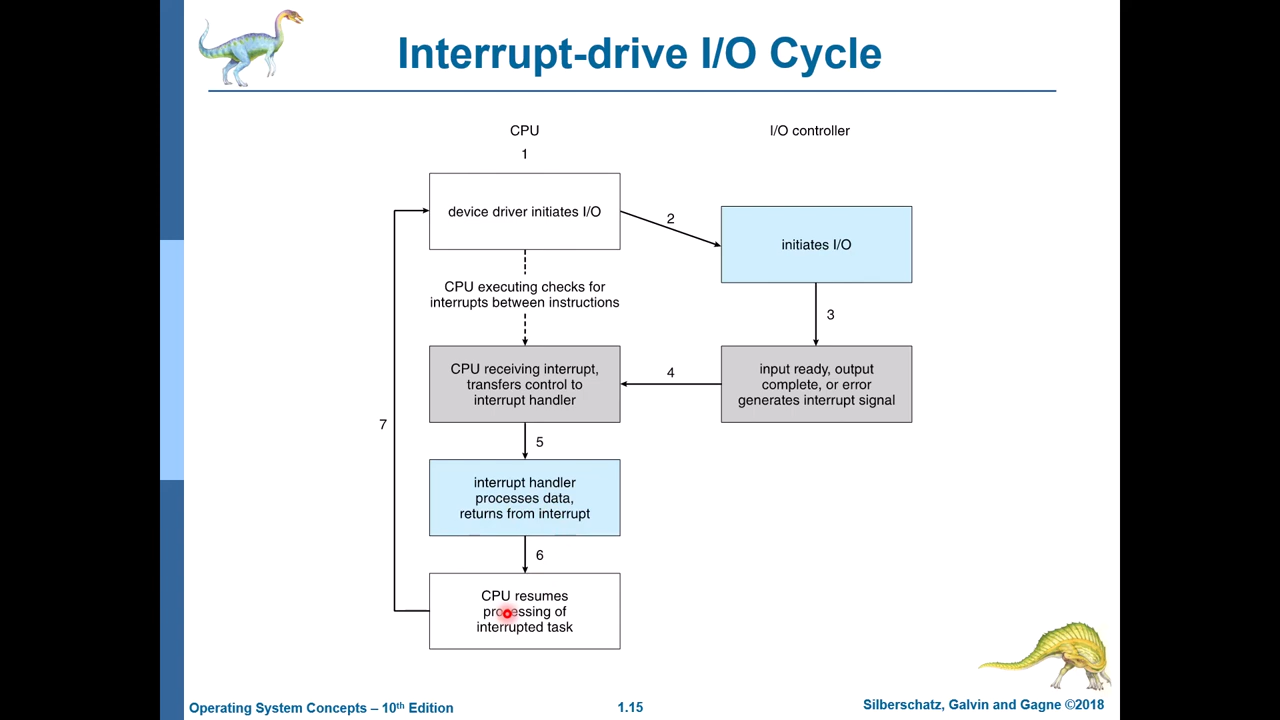 Interrupt-drive I/O Cycle
CPU
I/O controller
1
device driver initiates I/O
2
initiates I/O
CPU executing checks for
interrupts between instructions
3
CPU receiving interrupt,
transfers control to
interrupt handler
4
input ready, output
complete, or error
generates interrupt signal
7
5
interrupt handler
processes data,
returns from interrupt
6
CPU resumes
processing of
interrupted task
Operating System Concepts – 10th Edition
1.15
Silberschatz, Galvin and Gagne ©2018